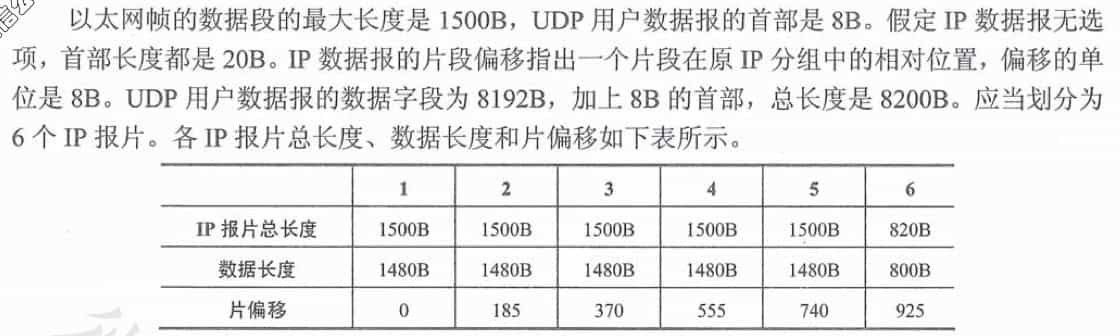 以太网帧的数据段的最大长度是 1500B，UDP 用户数据报的首部是 8B。假定 IP 数据报无选
项，首部长度都是 20B。IP 数据报的片段偏移指出一个片段在原 IP 分组中的相对位置，偏移的单
位是 8B。UDP 用户数据报的数据字段为 8192B，加上 8B 的首部，总长度是 8200B。应当划分为
6 个 IP 报片。各 IP 报片总长度、数据长度和片偏移如下表所示。
1 2 3 4 5 6
IP 报片总长度 1500B 1500B 1500B 1500B 1500B 820B
数据长度 1480B 1480B 1480B 1480B 1480B 800B
片偏移 0 185 370 555 740 925